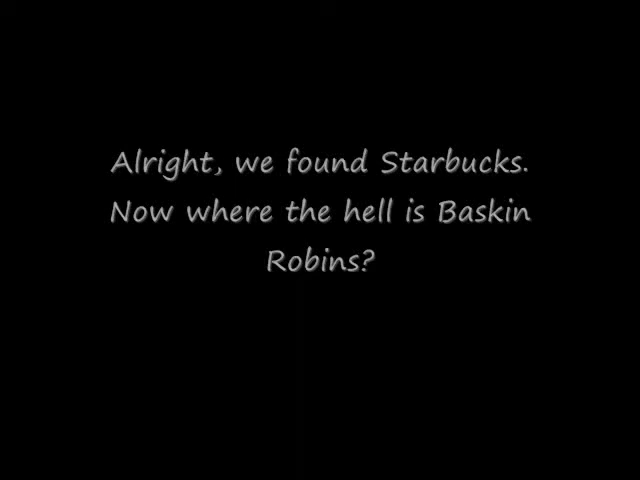 Alright, we found Starbucks.
Now where the hell is Baskin
Robins?